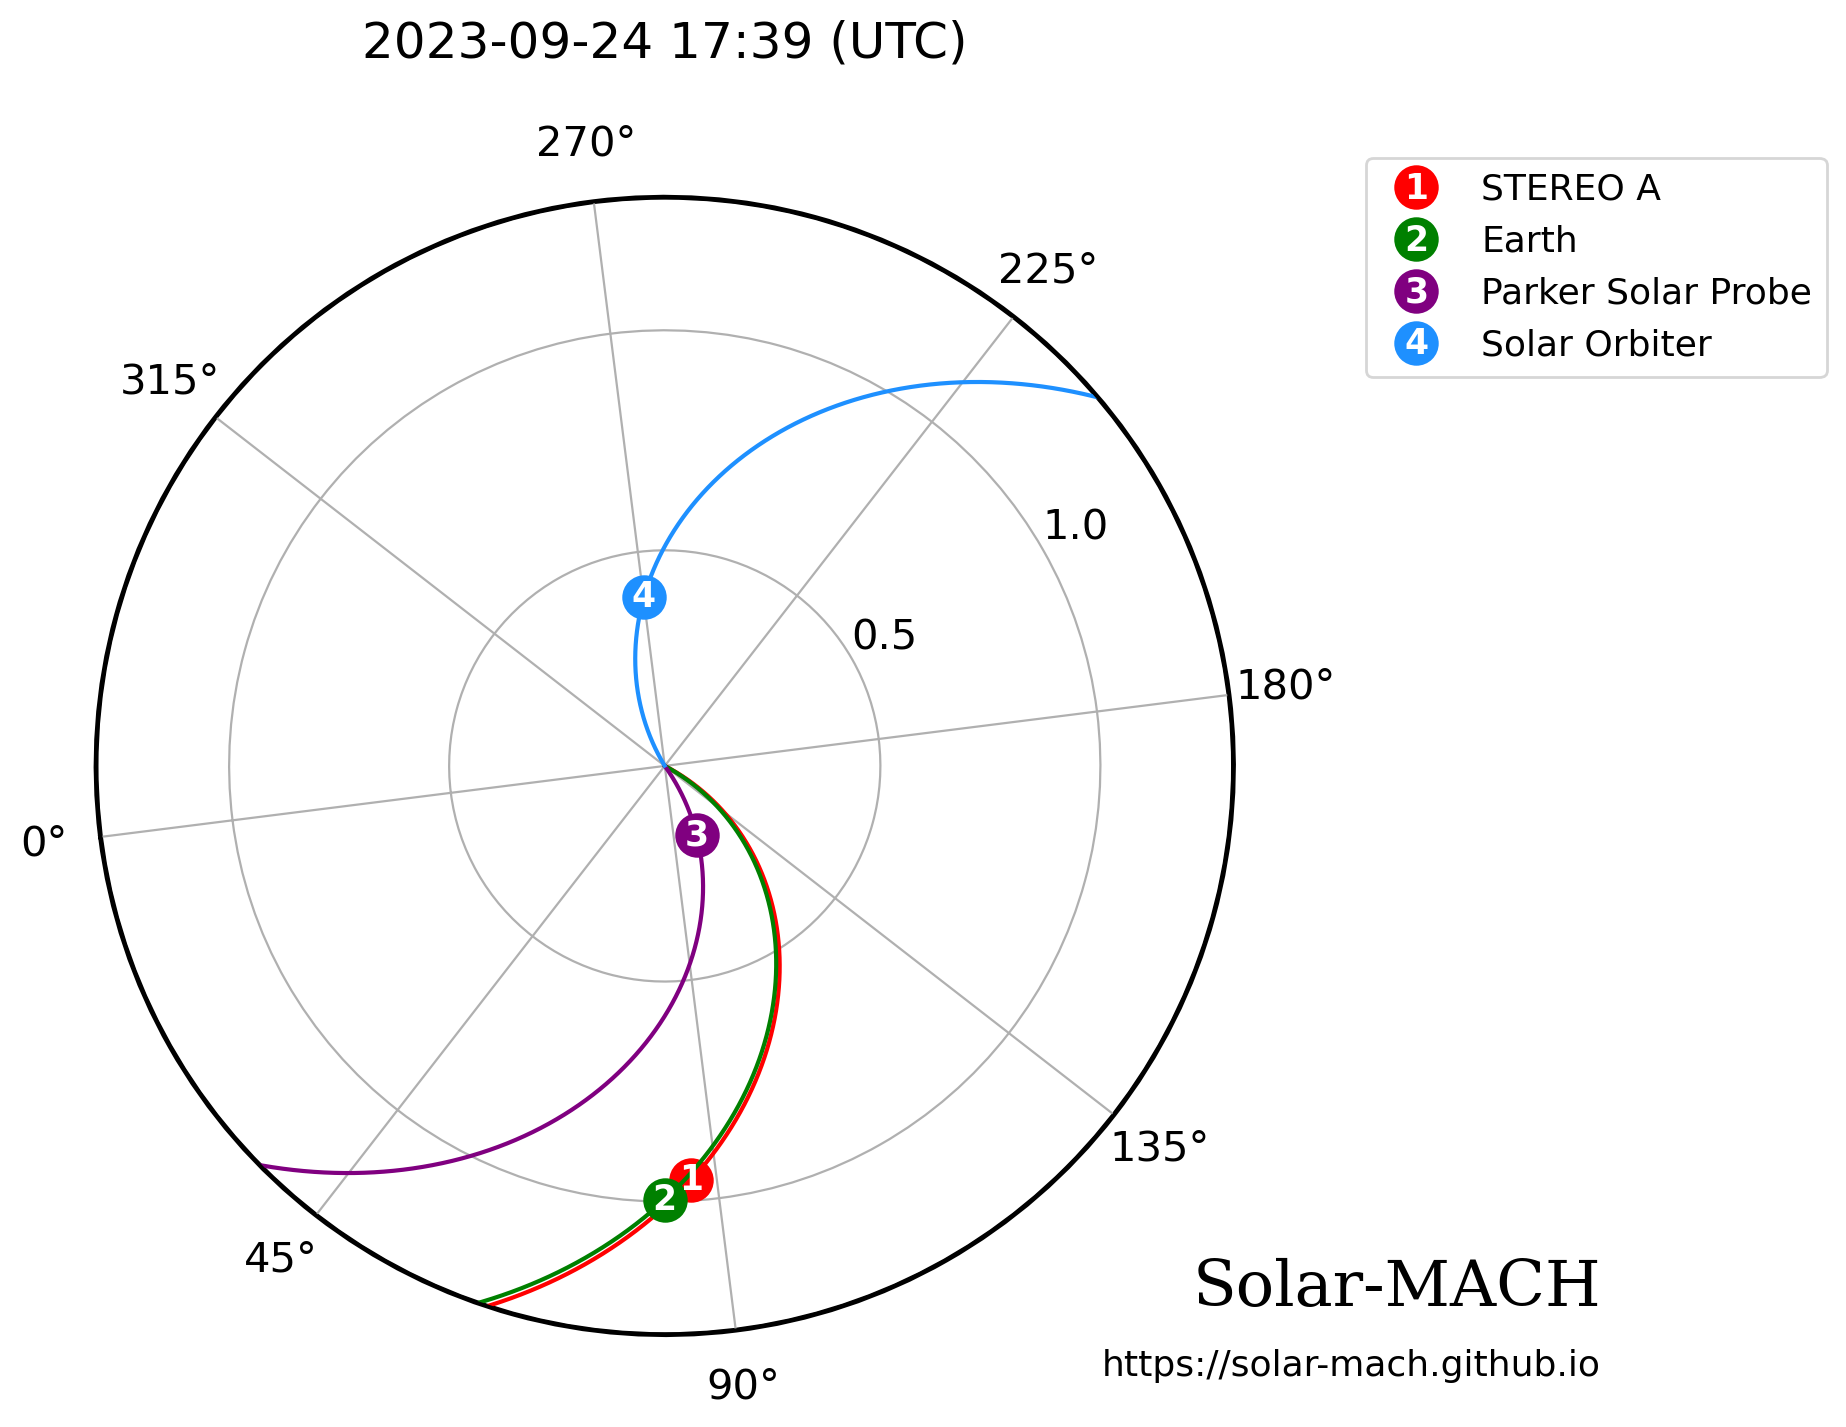 2023-09-24 17:39 (UTC)
270°
225°
315°
1.0
0.5
180°
0°
135°
45°
90°
1 STEREO A
2 Earth
3 Parker Solar Probe
4 Solar Orbiter
4
3
1
2
Solar-MACH
https://solar-mach.github.io